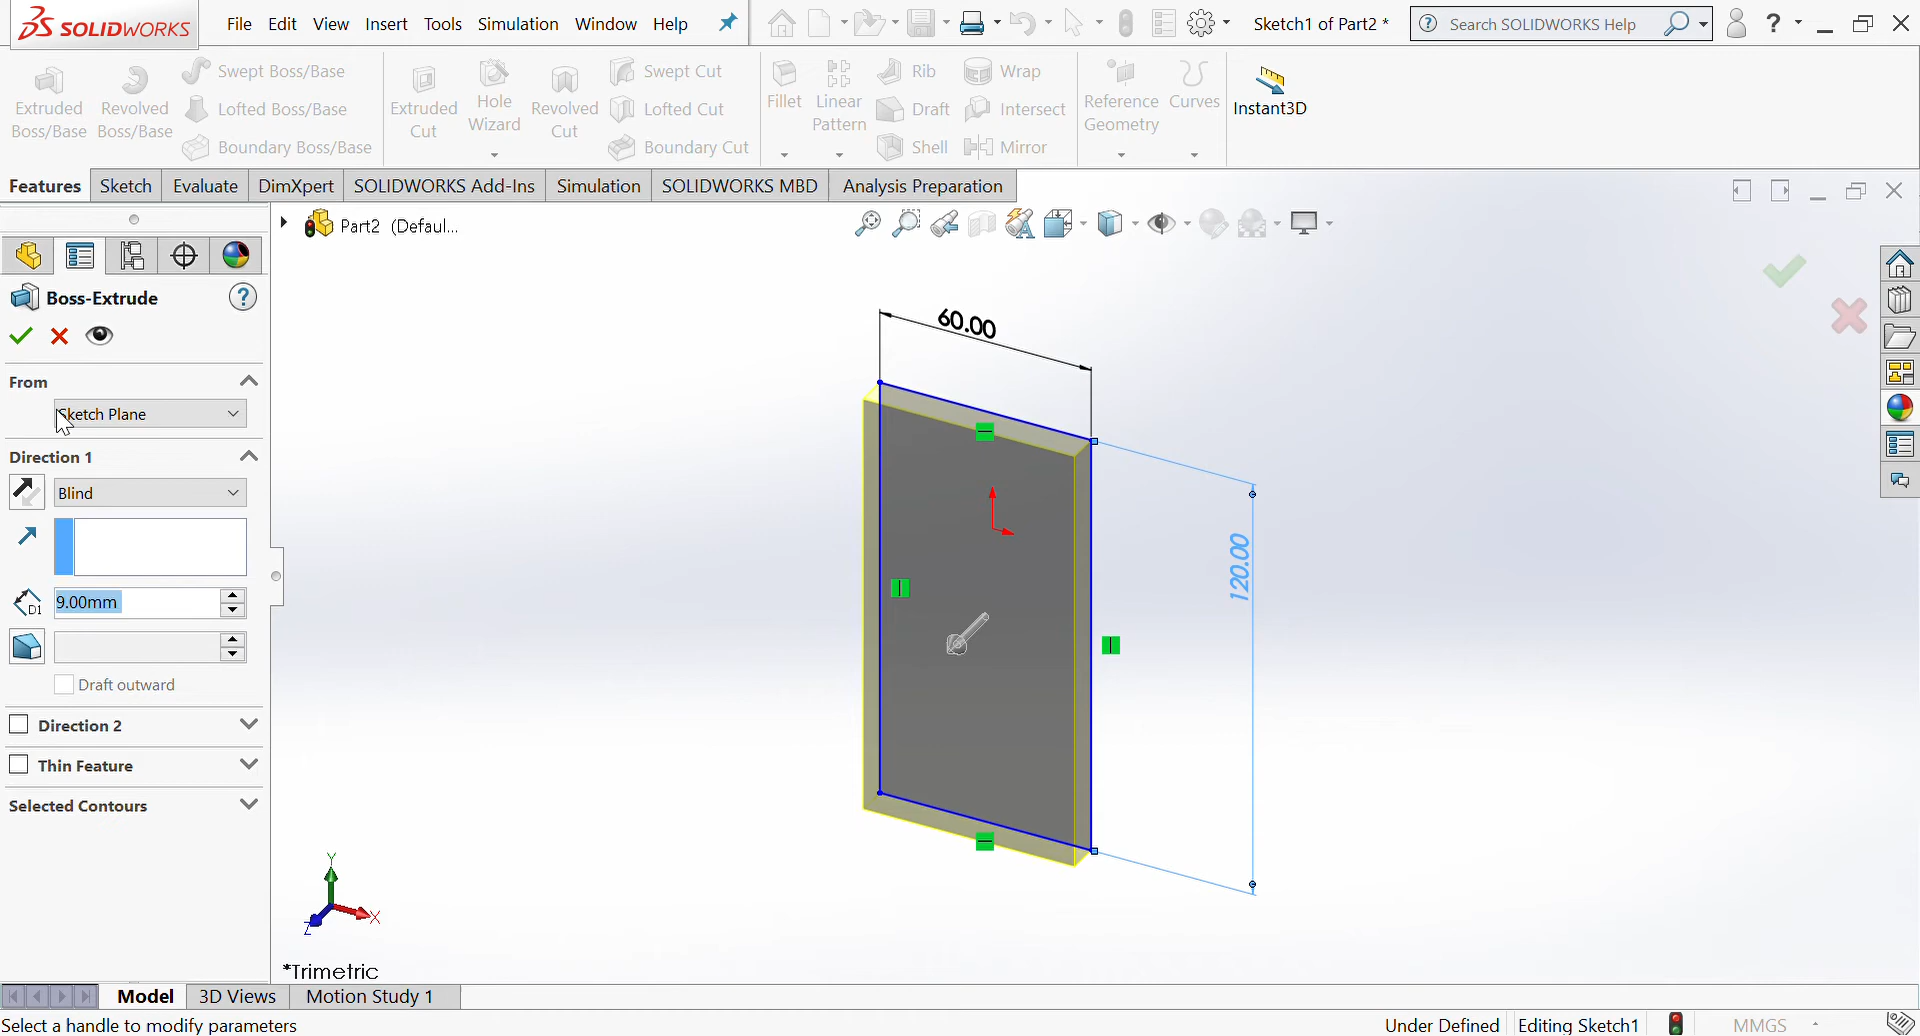 SOLIDWORKS
File Edit View Insert Tools Simulation Window Help
Sketch1 of Part2 *
Search SOLIDWORKS Help
?
Extruded Boss/Base
Revolved Boss/Base
Swept Boss/Base
Lofted Boss/Base
Boundary Boss/Base
Extruded Cut
Hole Wizard
Revolved Cut
Swept Cut
Lofted Cut
Boundary Cut
Fillet
Linear Pattern
Rib
Draft
Shell
Wrap
Intersect
Mirror
Reference Geometry
Curves
Instant3D
Features Sketch Evaluate DimXpert SOLIDWORKS Add-Ins Simulation SOLIDWORKS MBD Analysis Preparation
Part2 (Defaul...
Boss-Extrude
?
From
Sketch Plane
Direction 1
Blind
D1
9.00mm
Draft outward
Direction 2
Thin Feature
Selected Contours
60.00
120.00
Y
X
Z
*Trimetric
Model 3D Views Motion Study 1
Select a handle to modify parameters
Under Defined Editing Sketch1 MMGS